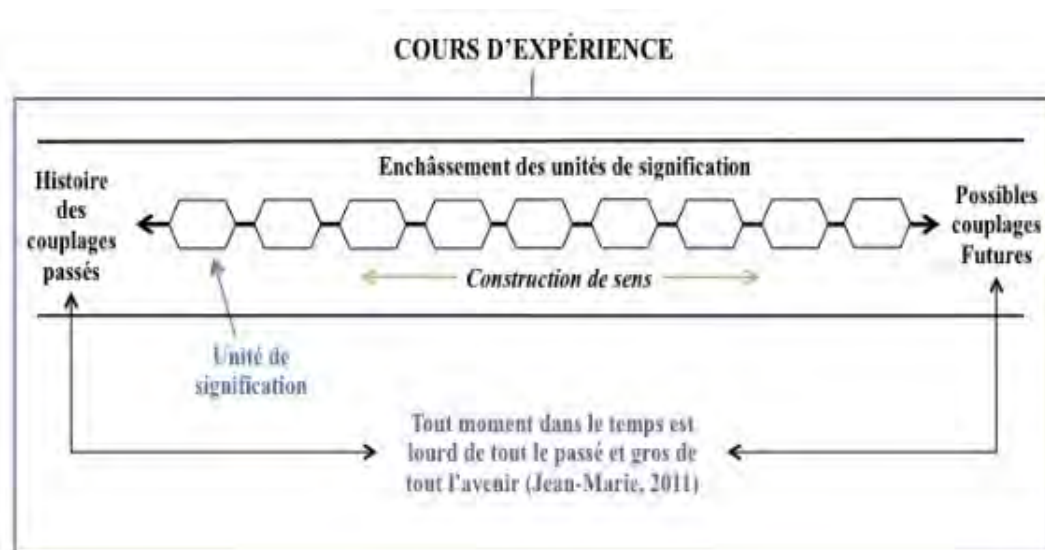 COURS D'EXPÉRIENCE
Enchâssement des unités de signification
Histoire
des
couplages
passés
Possibles
couplages
Futures
Construction de sens
Unité de
signification
Tout moment dans le temps est
lourd de tout le passé et gros de
tout l'avenir (Jean-Marie, 2011)